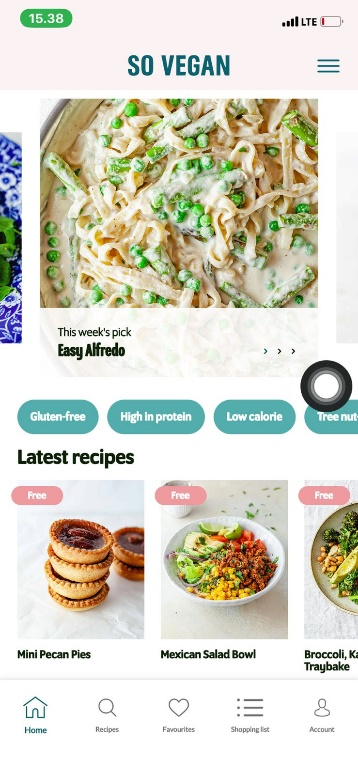 15.38
LTE
SO VEGAN
This week's pick
Easy Alfredo
Gluten-free
High in protein
Low calorie
Tree nut-
Latest recipes
Free
Free
Free
Mini Pecan Pies
Mexican Salad Bowl
Broccoli, Ka
Traybake
Home
Recipes
Favourites
Shopping list
Account